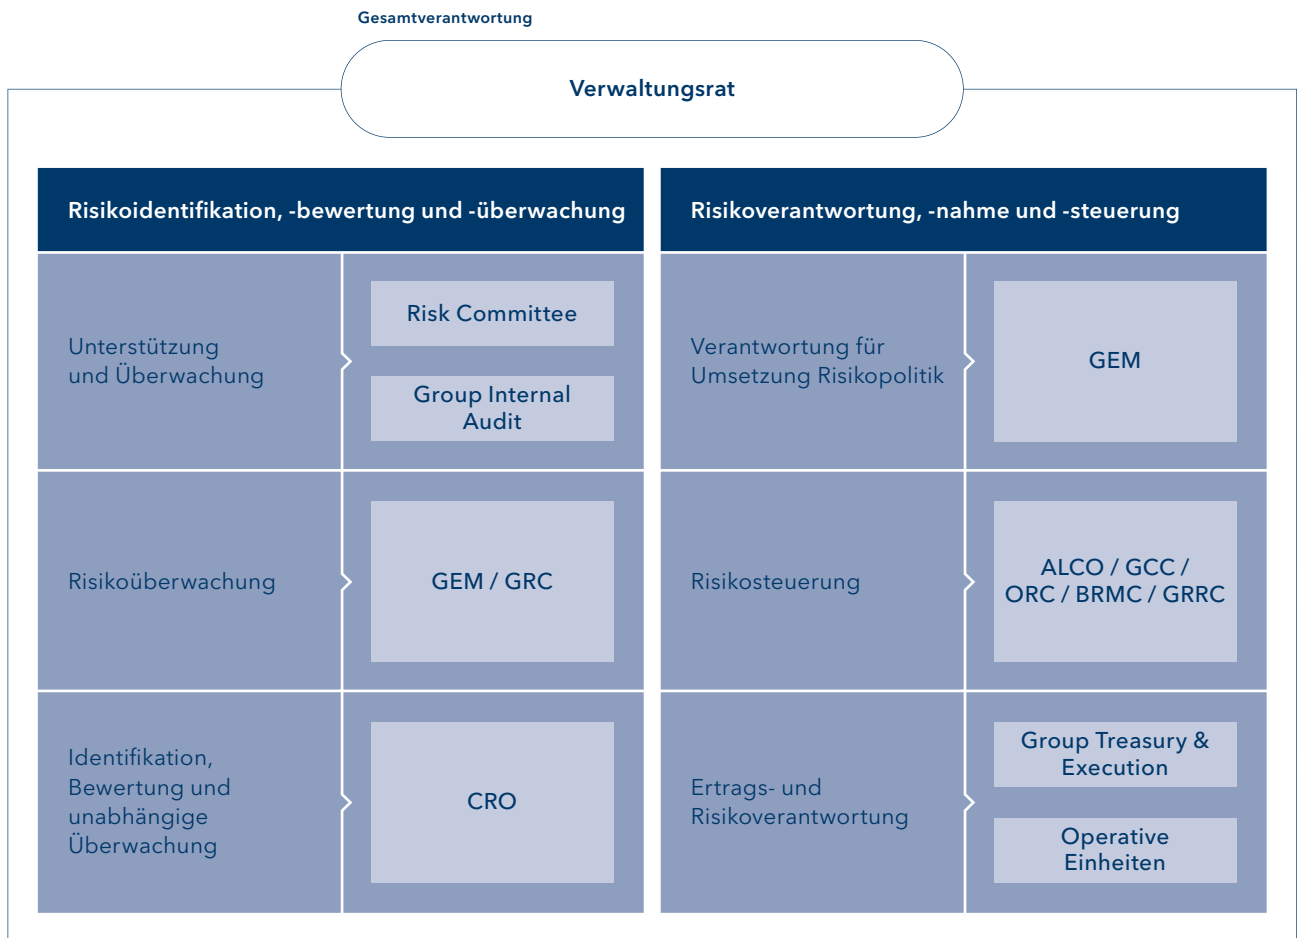 Gesamtverantwortung
Verwaltungsrat
Risikoidentifikation, -bewertung und -überwachung
Unterstützung
und Überwachung
Risk Committee
Group Internal
Audit
Risikoüberwachung
GEM / GRC
Identifikation,
Bewertung und
unabhängige
Überwachung
CRO
Risikoverantwortung, -nahme und -steuerung
Verantwortung für
Umsetzung Risikopolitik
GEM
Risikosteuerung
ALCO / GCC /
ORC / BRMC / GRRC
Ertrags- und
Risikoverantwortung
Group Treasury &
Execution
Operative
Einheiten